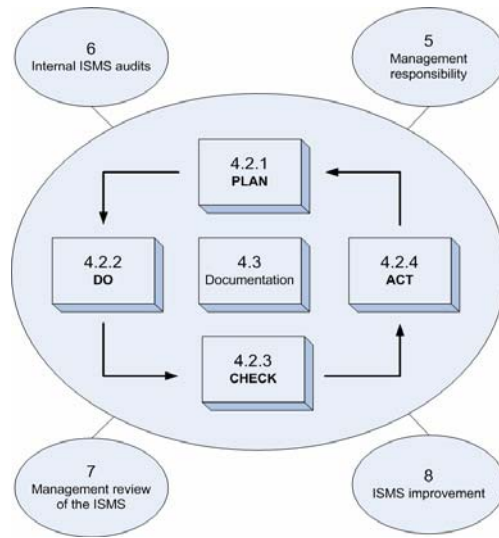 6
Internal ISMS audits
5
Management
responsibility
4.2.1
PLAN
4.2.2
DO
4.3
Documentation
4.2.4
ACT
4.2.3
CHECK
7
Management review
of the ISMS
8
ISMS improvement